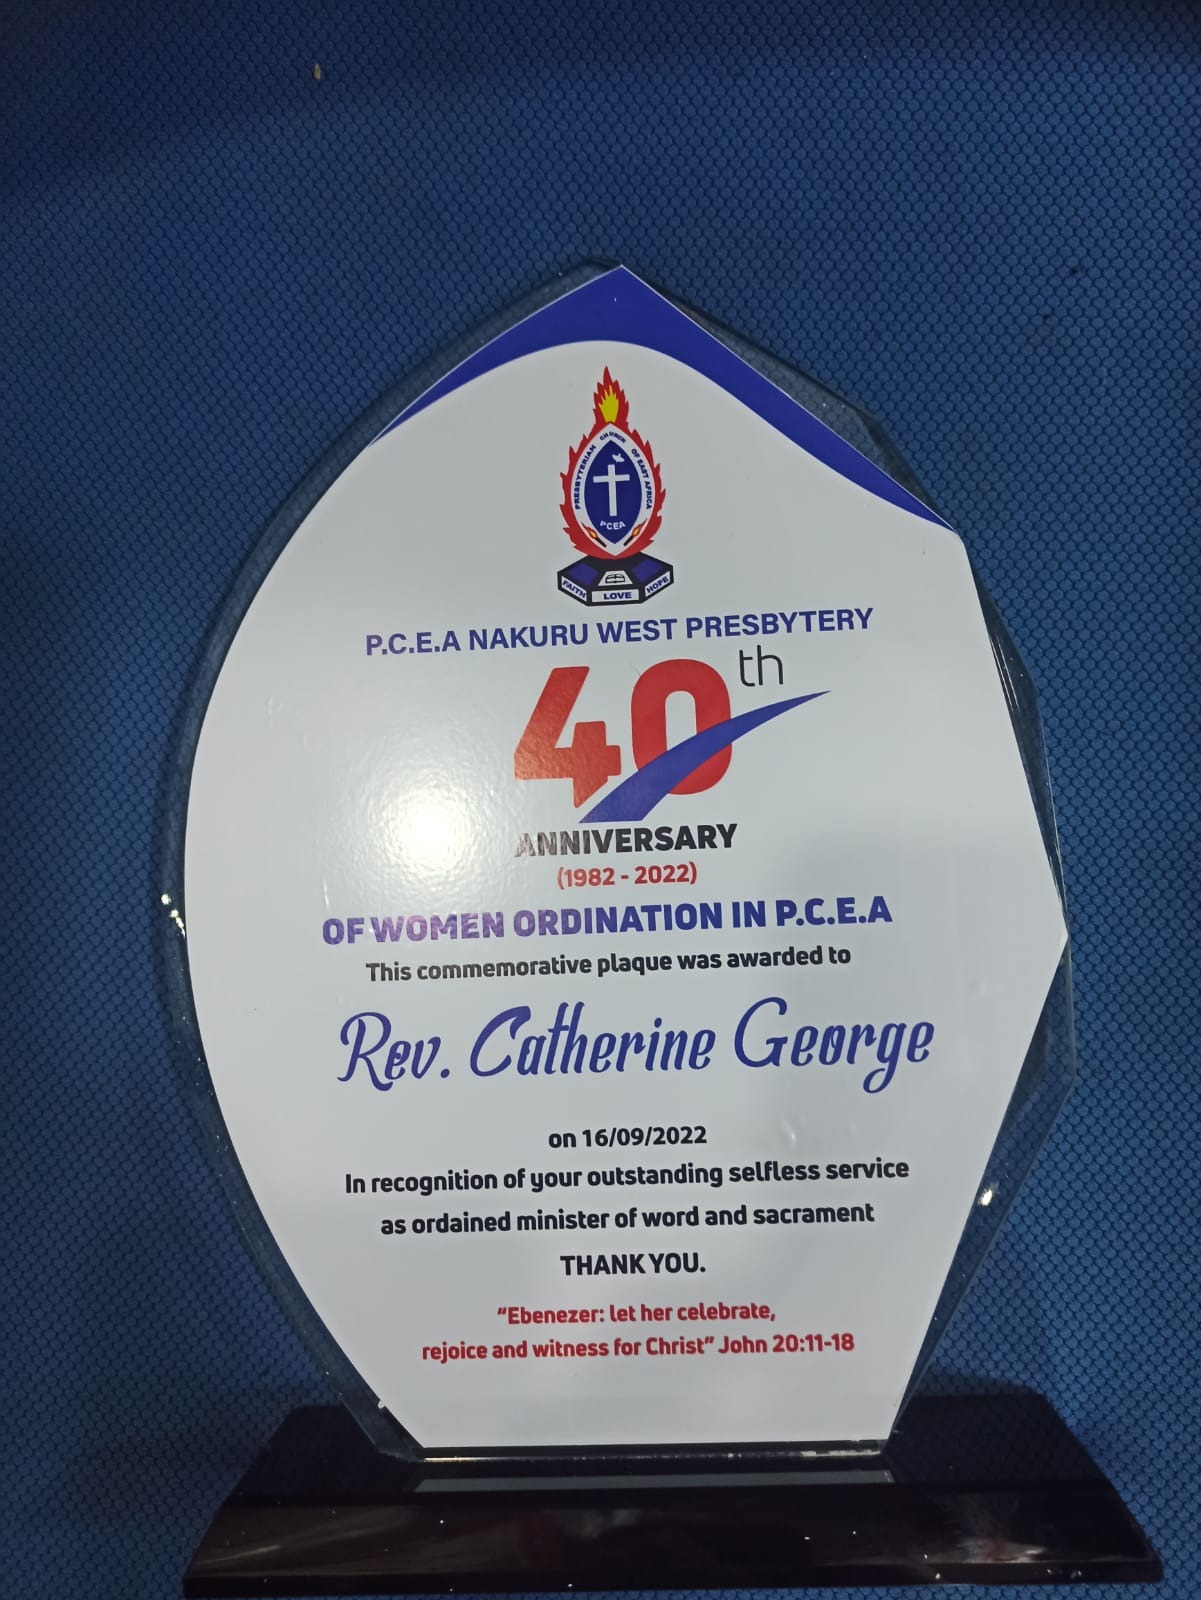 PRESBYTERIAN CHURCH OF EAST AFRICA
PCEA
FAITH LOVE HOPE
P.C.E.A NAKURU WEST PRESBYTERY
40th
ANNIVERSARY
(1982 - 2022)
OF WOMEN ORDINATION IN P.C.E.A
This commemorative plaque was awarded to
Rev. Catherine George
on 16/09/2022
In recognition of your outstanding selfless service
as ordained minister of word and sacrament
THANK YOU.
“Ebenezer: let her celebrate,
rejoice and witness for Christ” John 20:11-18